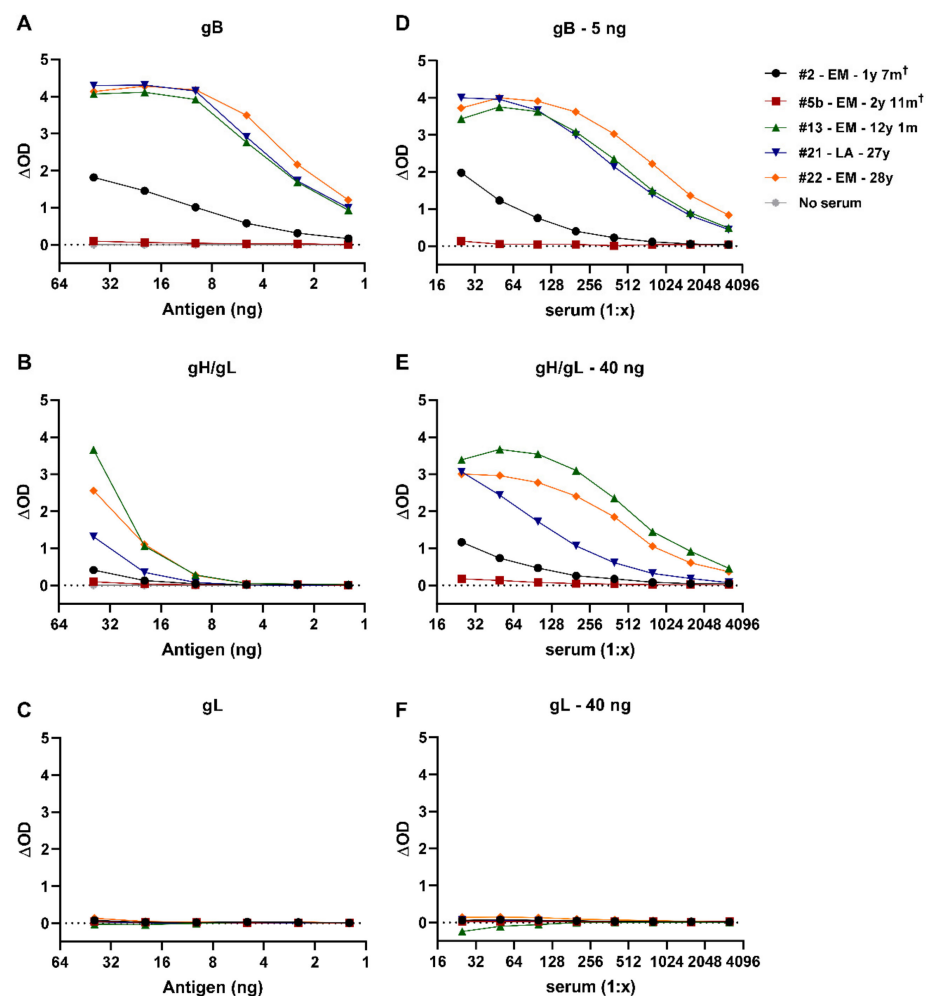 A
gB
ΔOD
5
4
3
2
1
0
64 32 16 8 4 2 1
Antigen (ng)
D
gB - 5 ng
ΔOD
5
4
3
2
1
0
16 32 64 128 256 512 1024 2048 4096
serum (1:x)
#2 - EM - 1y 7m†
#5b - EM - 2y 11m†
#13 - EM - 12y 1m
#21 - LA - 27y
#22 - EM - 28y
No serum
B
gH/gL
ΔOD
5
4
3
2
1
0
64 32 16 8 4 2 1
Antigen (ng)
E
gH/gL - 40 ng
ΔOD
5
4
3
2
1
0
16 32 64 128 256 512 1024 2048 4096
serum (1:x)
C
gL
ΔOD
5
4
3
2
1
0
64 32 16 8 4 2 1
Antigen (ng)
F
gL - 40 ng
ΔOD
5
4
3
2
1
0
16 32 64 128 256 512 1024 2048 4096
serum (1:x)